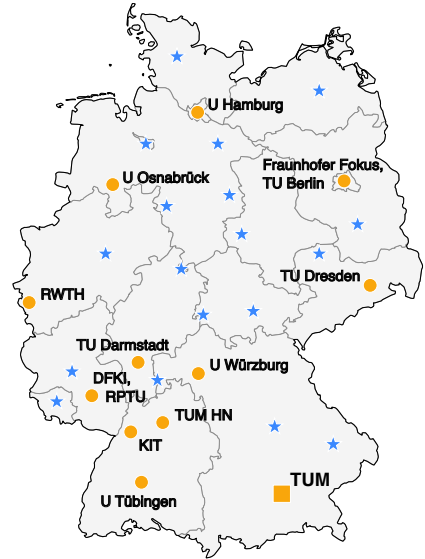 U Hamburg
Fraunhofer Fokus,
TU Berlin
U Osnabrück
TU Dresden
RWTH
TU Darmstadt
U Würzburg
DFKI,
RPTU
TUM HN
KIT
TUM
U Tübingen